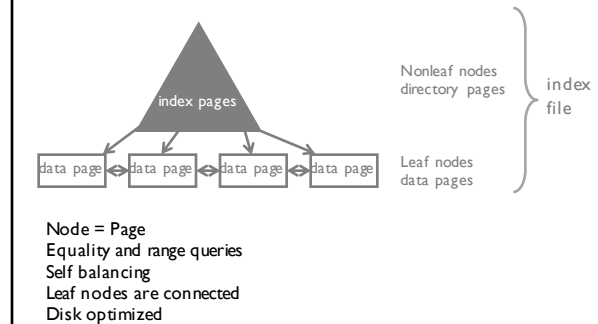 index pages
Nonleaf nodes
directory pages
index
file
data page data page data page data page
Leaf nodes
data pages
Node = Page
Equality and range queries
Self balancing
Leaf nodes are connected
Disk optimized